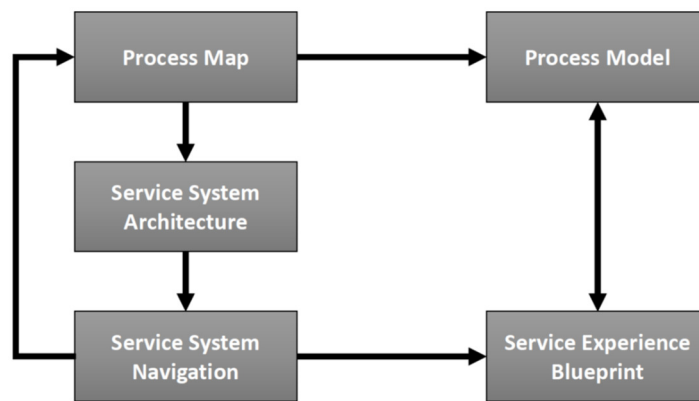 Process Map
Process Model
Service System
Architecture
Service System
Navigation
Service Experience
Blueprint